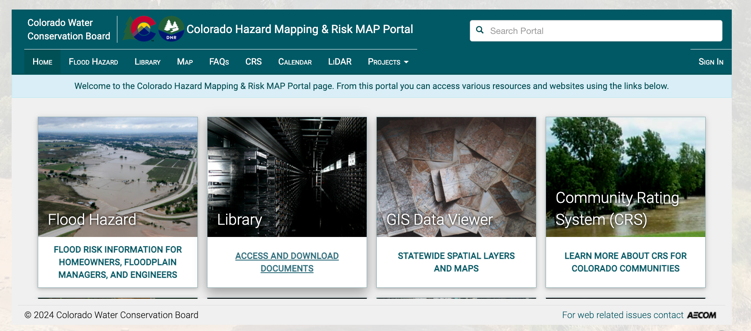 Colorado Water
Conservation Board
DNR
Colorado Hazard Mapping & Risk MAP Portal
Search Portal
HOME FLOOD HAZARD LIBRARY MAP FAQS CRS CALENDAR LiDAR PROJECTS SIGN IN
Welcome to the Colorado Hazard Mapping & Risk MAP Portal page. From this portal you can access various resources and websites using the links below.
Flood Hazard
FLOOD RISK INFORMATION FOR
HOMEOWNERS, FLOODPLAIN
MANAGERS, AND ENGINEERS
Library
ACCESS AND DOWNLOAD
DOCUMENTS
GIS Data Viewer
STATEWIDE SPATIAL LAYERS
AND MAPS
Community Rating
System (CRS)
LEARN MORE ABOUT CRS FOR
COLORADO COMMUNITIES
© 2024 Colorado Water Conservation Board
For web related issues contact AECOM